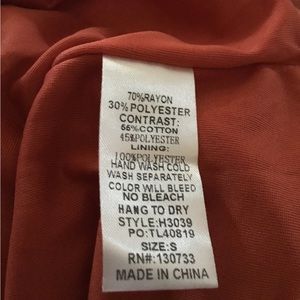 70%RAYON
30%POLYESTER
CONTRAST:
55%COTTON
45%POLYESTER
LINING:
100%POLYESTER
HAND WASH COLD
WASH SEPARATELY
COLOR WILL BLEED
NO BLEACH
HANG TO DRY
STYLE:H3039
PO:TL40819
SIZE:S
RN#:130733
MADE IN CHINA